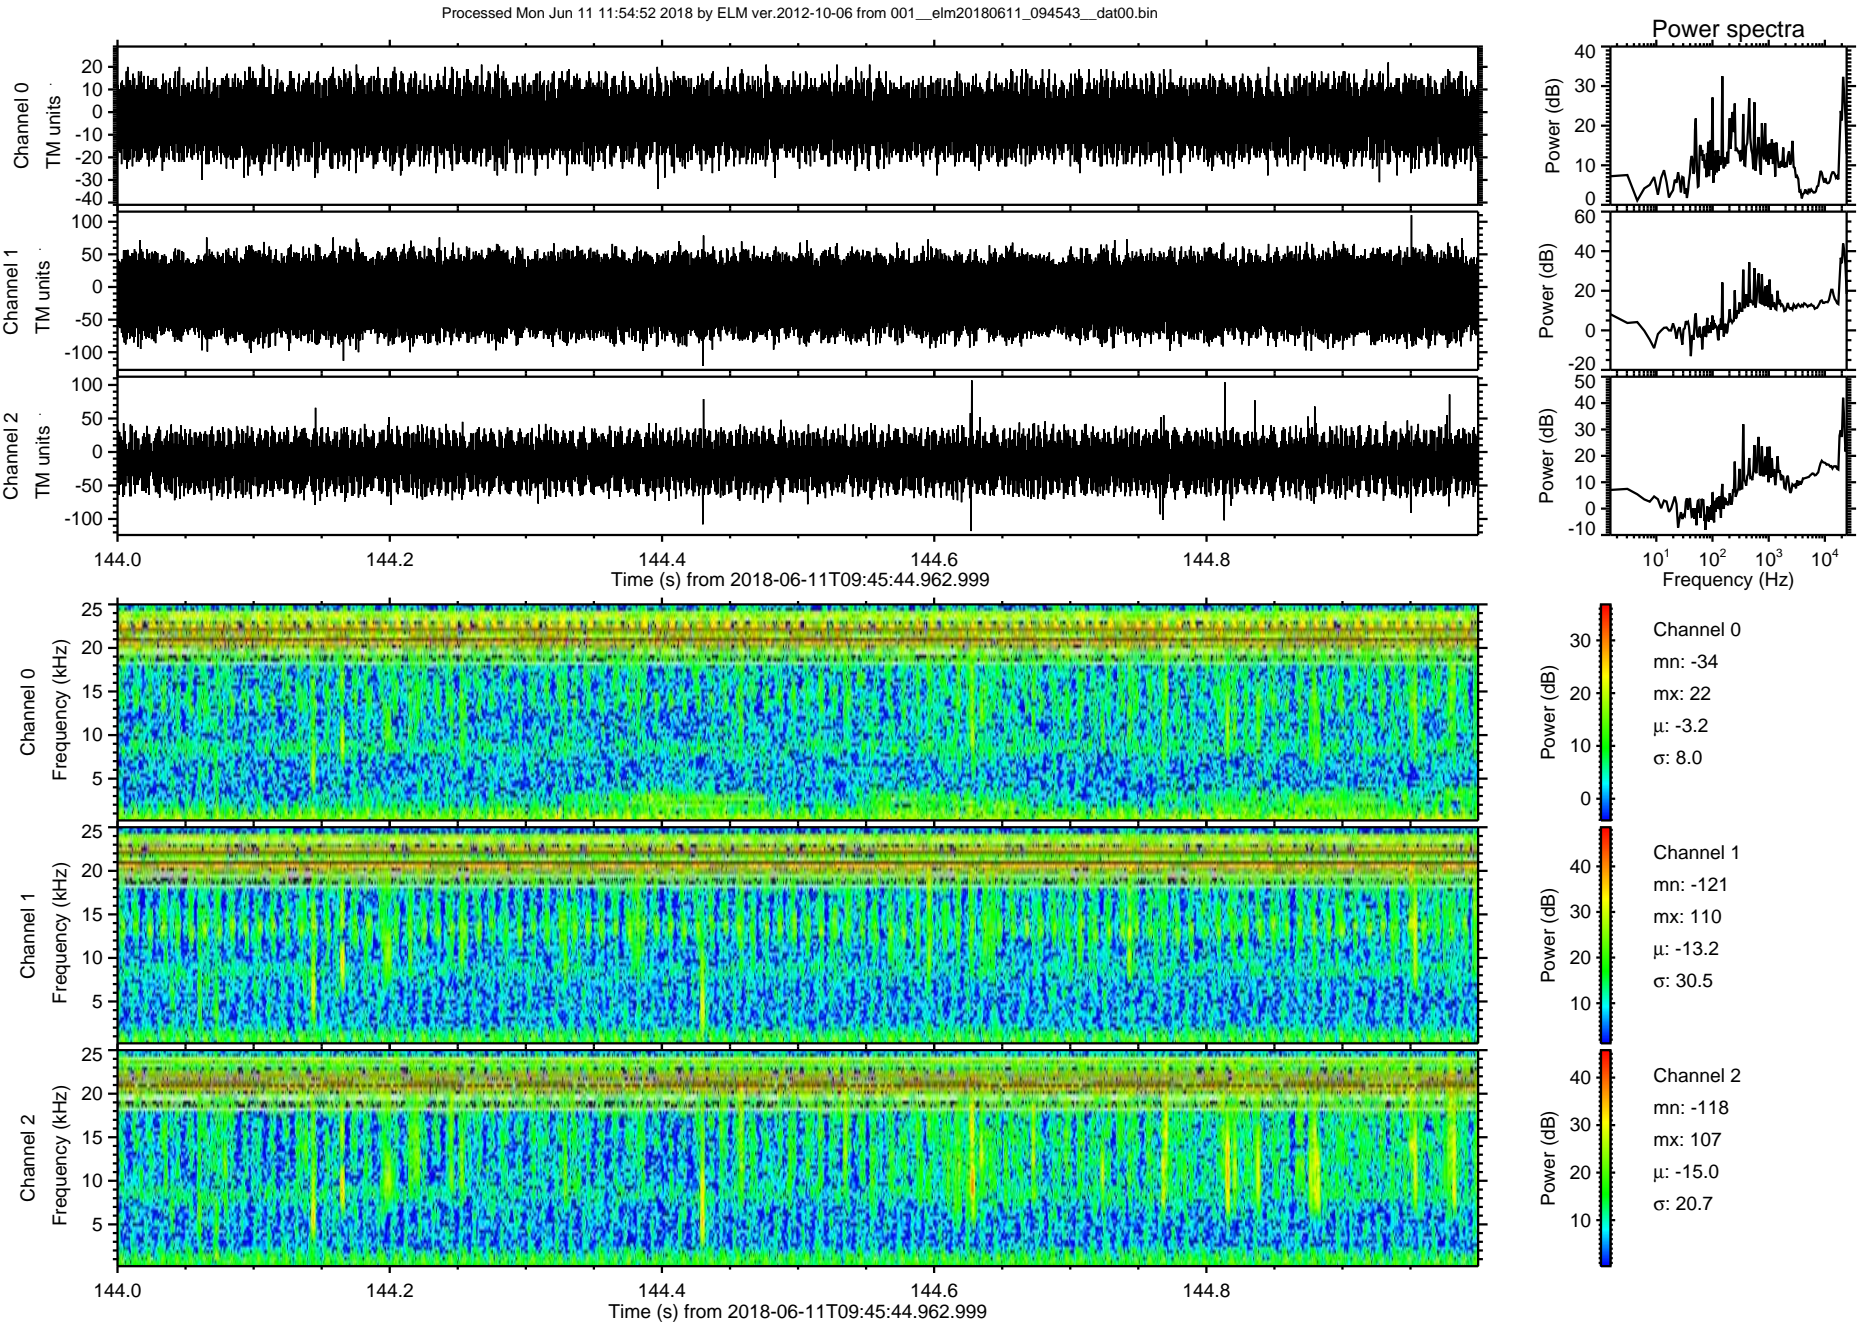 Processed Mon Jun 11 11:54:52 2018 by ELM ver.2012-10-06 from 001__elm20180611_094543__dat00.bin
Power spectra
Channel 0
TM units
20
10
0
-10
-20
-30
-40
Power (dB)
40
30
20
10
0
Channel 1
TM units
100
50
0
-50
-100
Power (dB)
60
40
20
0
-20
Channel 2
TM units
100
50
0
-50
-100
Power (dB)
50
40
30
20
10
0
-10
144.0 144.2 144.4 144.6 144.8
Time (s) from 2018-06-11T09:45:44.962.999
10^1 10^2 10^3 10^4
Frequency (Hz)
Channel 0
Frequency (kHz)
25
20
15
10
5
Power (dB)
30
20
10
0
Channel 0
mn: -34
mx: 22
μ: -3.2
σ: 8.0
Channel 1
Frequency (kHz)
25
20
15
10
5
Power (dB)
40
30
20
10
Channel 1
mn: -121
mx: 110
μ: -13.2
σ: 30.5
Channel 2
Frequency (kHz)
25
20
15
10
5
Power (dB)
40
30
20
10
Channel 2
mn: -118
mx: 107
μ: -15.0
σ: 20.7
144.0 144.2 144.4 144.6 144.8
Time (s) from 2018-06-11T09:45:44.962.999